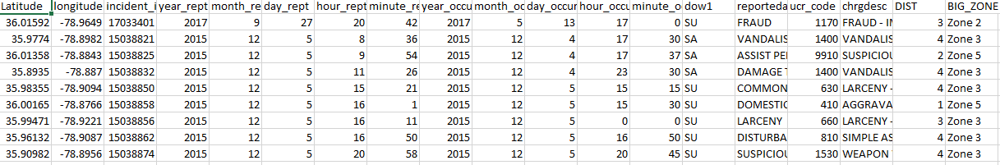 Latitude longitude incident_i year_rept month_re day_rept hour_rept minute_re year_occu month_oc day_occur hour_occu minute_o dow1 reporteda ucr_code chrgdesc DIST BIG_ZONE
36.01592 -78.9649 17033401 2017 9 27 20 42 2017 5 13 17 0 SU FRAUD 1170 FRAUD - IN 3 Zone 2
35.9774 -78.8982 15038821 2015 12 5 8 36 2015 12 4 17 30 SA VANDALIS 1400 VANDALIS 4 Zone 3
36.01358 -78.8843 15038825 2015 12 5 9 54 2015 12 4 17 37 SA ASSIST PE 9910 SUSPICIOU 2 Zone 5
35.8935 -78.887 15038832 2015 12 5 11 26 2015 12 4 23 30 SA DAMAGE 1400 VANDALIS 4 Zone 3
35.98355 -78.9094 15038850 2015 12 5 15 21 2015 12 5 15 15 SU COMMON 630 LARCENY - 4 Zone 3
36.00165 -78.8766 15038858 2015 12 5 16 1 2015 12 5 15 30 SU DOMESTIC 410 AGGRAVA 1 Zone 5
35.99471 -78.9221 15038856 2015 12 5 16 11 2015 12 5 0 0 SU LARCENY 660 LARCENY - 3 Zone 3
35.96132 -78.9087 15038862 2015 12 5 16 50 2015 12 5 16 50 SU DISTURBA 810 SIMPLE AS 4 Zone 3
35.90982 -78.8956 15038874 2015 12 5 20 58 2015 12 5 20 45 SU SUSPICIOU 1530 WEAPON 4 Zone 3